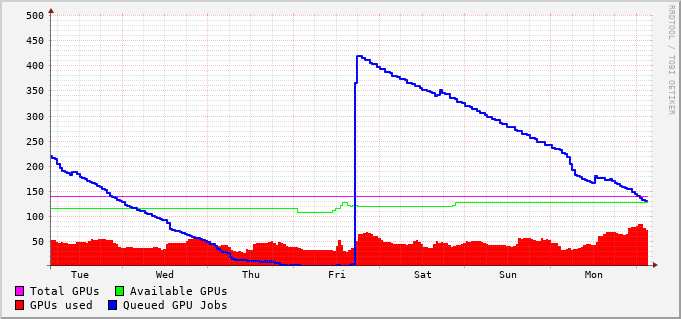 500
450
400
350
300
250
200
150
100
50
Tue Wed Thu Fri Sat Sun Mon
Total GPUs Available GPUs
GPUs used Queued GPU Jobs
RRDTOOL / TOBI OETIKER